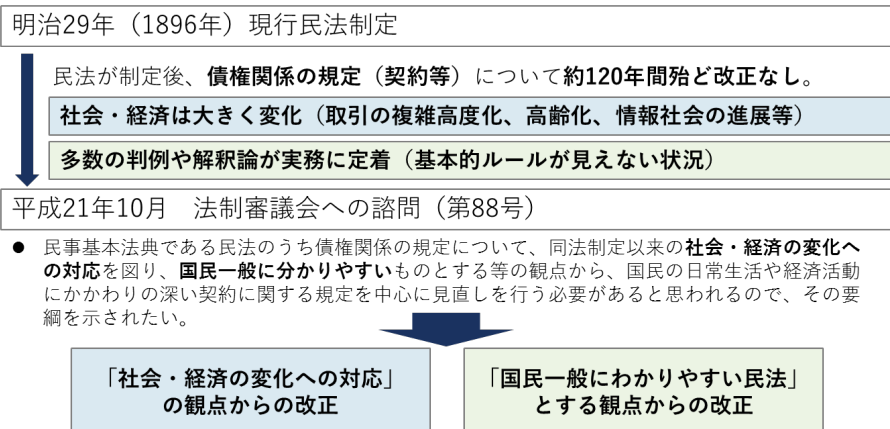 明治29年（1896年）現行民法制定
民法が制定後、債権関係の規定（契約等）について約120年間殆ど改正なし。
社会・経済は大きく変化（取引の複雑高度化、高齢化、情報社会の進展等）
多数の判例や解釈論が実務に定着（基本的ルールが見えない状況）
平成21年10月　法制審議会への諮問（第88号）
● 民事基本法典である民法のうち債権関係の規定について、同法制定以来の社会・経済の変化へ
の対応を図り、国民一般に分かりやすいものとする等の観点から、国民の日常生活や経済活動
にかかわりの深い契約に関する規定を中心に見直しを行う必要があると思われるので、その要
綱を示されたい。
「社会・経済の変化への対応」
の観点からの改正
「国民一般にわかりやすい民法」
とする観点からの改正